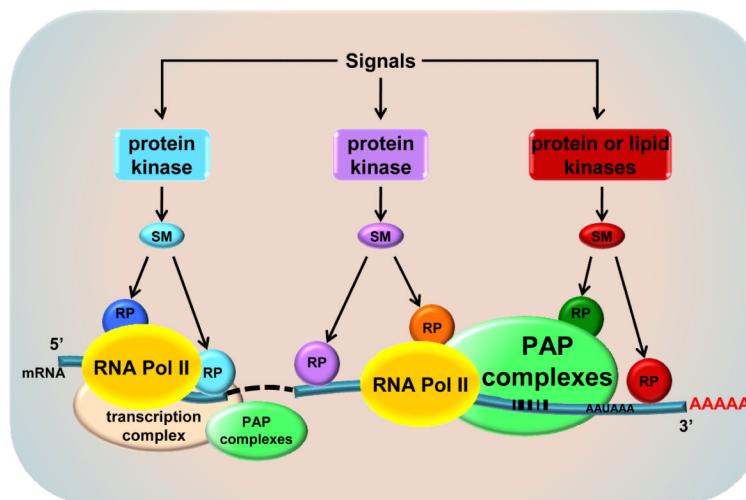 Signals
protein
kinase
protein
kinase
protein or lipid
kinases
SM
SM
SM
RP
RP
RP
RP
RP
RP
5’
mRNA
RNA Pol II
transcription
complex
PAP
complexes
RNA Pol II
PAP
complexes
AAUAAA
AAAAA
3’